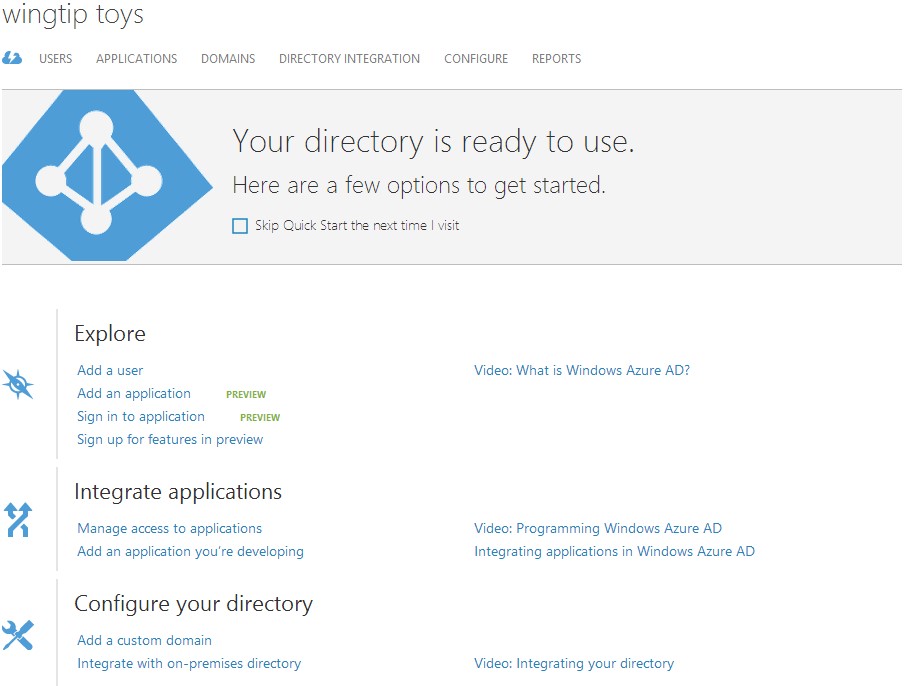 wingtip toys
USERS APPLICATIONS DOMAINS DIRECTORY INTEGRATION CONFIGURE REPORTS
Your directory is ready to use.
Here are a few options to get started.
Skip Quick Start the next time I visit
Explore
Add a user Video: What is Windows Azure AD?
Add an application PREVIEW
Sign in to application PREVIEW
Sign up for features in preview
Integrate applications
Manage access to applications Video: Programming Windows Azure AD
Add an application you're developing Integrating applications in Windows Azure AD
Configure your directory
Add a custom domain
Integrate with on-premises directory Video: Integrating your directory